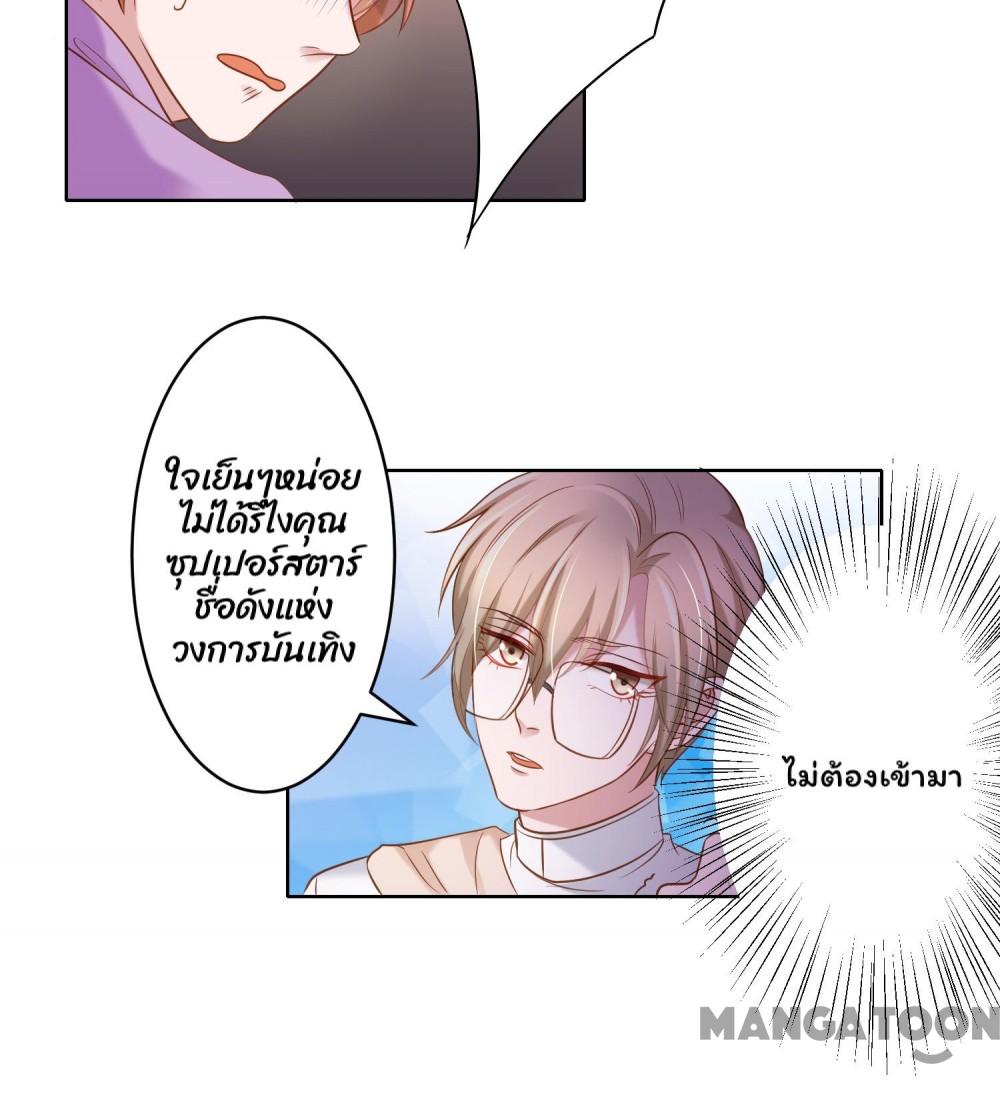 ใจเย็นๆหน่อย
ไม่ได้รึไงคุณ
ซุปเปอร์สตาร์
ชื่อดังแห่ง
วงการบันเทิง
ไม่ต้องเข้ามา
MANGATOON